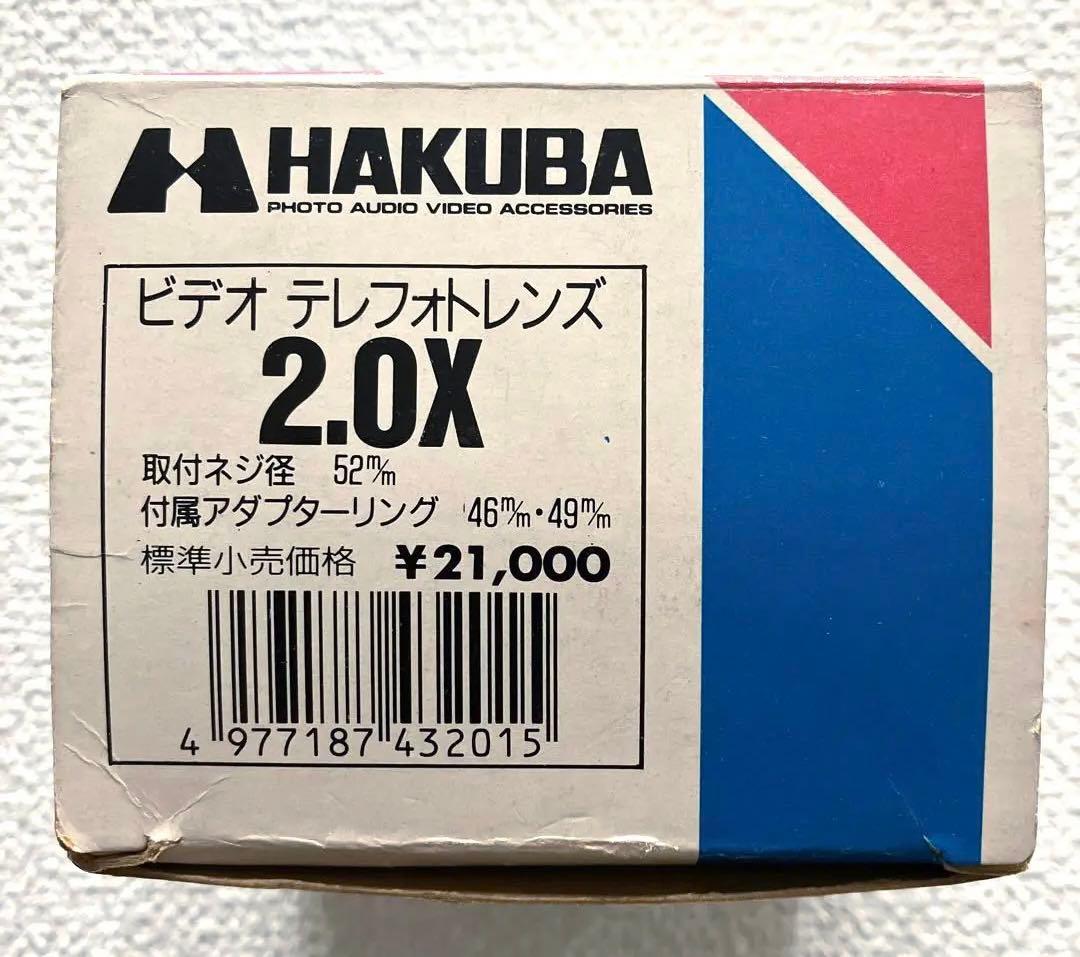 HAKUBA
PHOTO AUDIO VIDEO ACCESSORIES
ビデオ テレフォトレンズ
2.0X
取付ネジ径 52m/m
付属アダプターリング 46m/m・49m/m
標準小売価格 ¥21,000
4 977187 432015